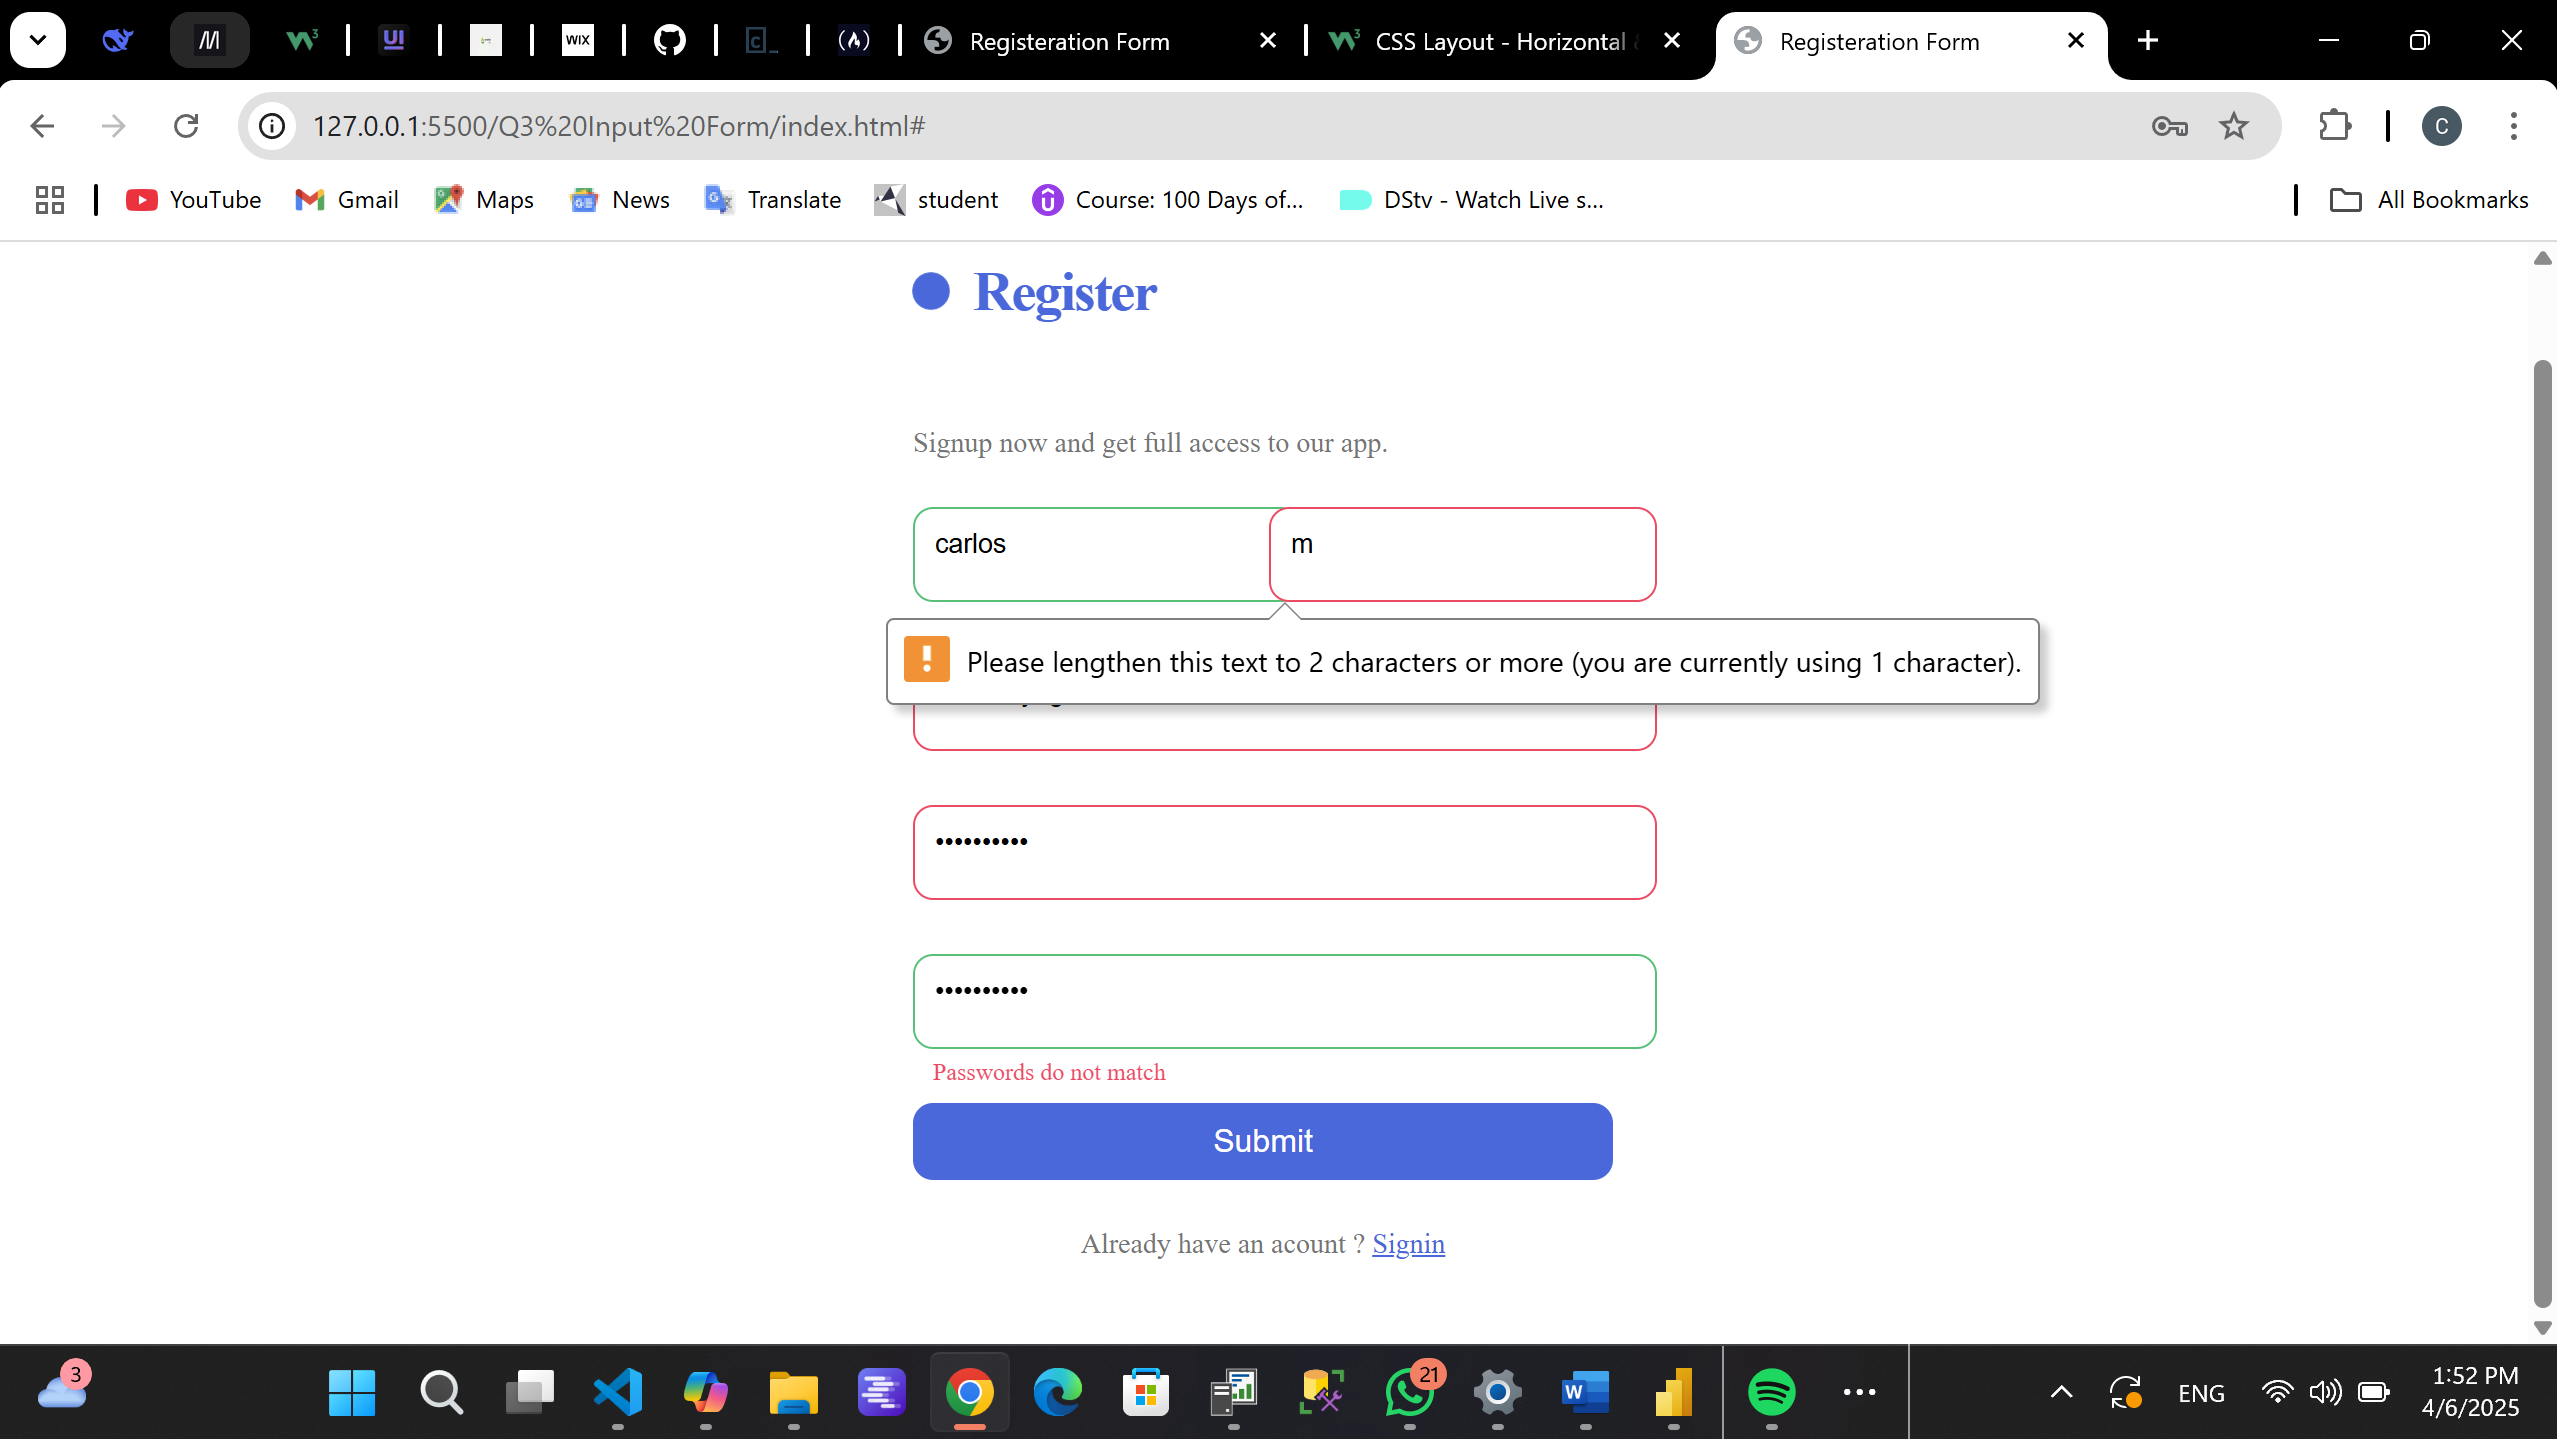 UI
WIX
Registeration Form
CSS Layout - Horizontal
Registeration Form
127.0.0.1:5500/Q3%20Input%20Form/index.html#
C
YouTube
Gmail
Maps
News
Translate
student
Course: 100 Days of...
DStv - Watch Live s...
All Bookmarks
Register
Signup now and get full access to our app.
carlos
m
Please lengthen this text to 2 characters or more (you are currently using 1 character).
Passwords do not match
Submit
Already have an acount ? Signin
3
21
W
ENG
1:52 PM
4/6/2025